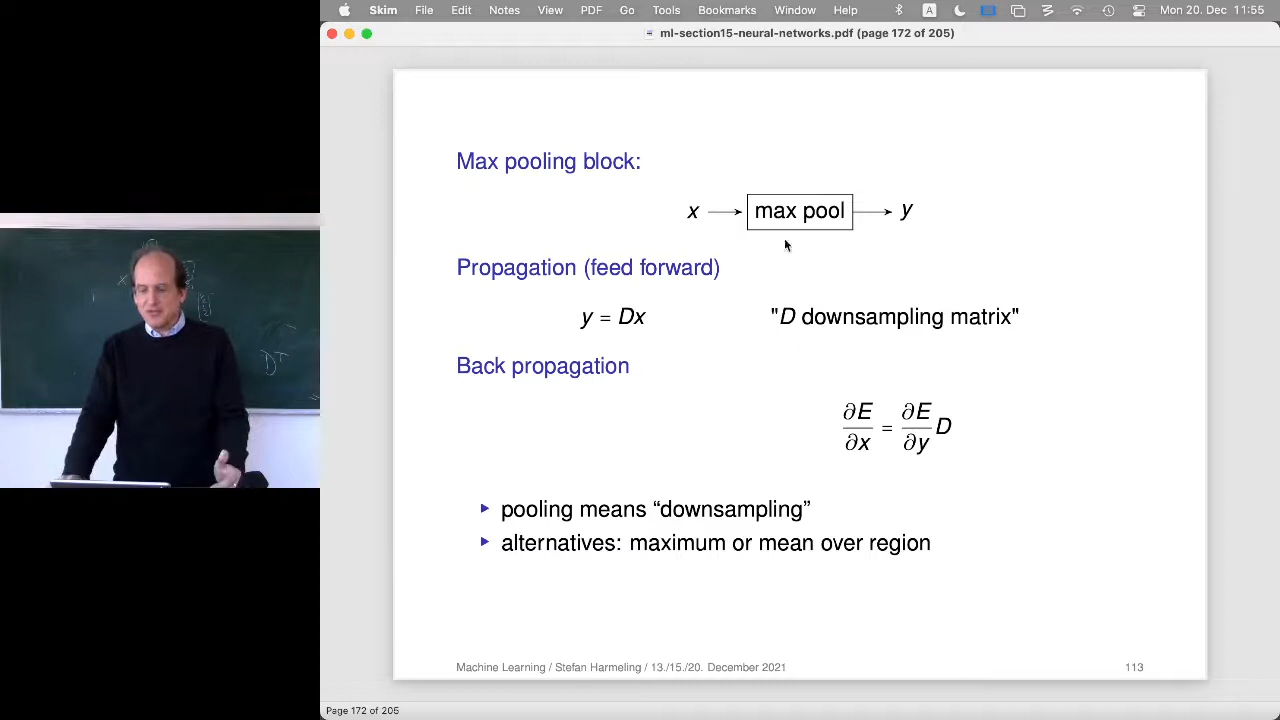 Skim File Edit Notes View PDF Go Tools Bookmarks Window Help A Mon 20. Dec 11:55
ml-section15-neural-networks.pdf (page 172 of 205)
Max pooling block:
x max pool y
Propagation (feed forward)
y = Dx "D downsampling matrix"
Back propagation
∂E/∂x = ∂E/∂y D
▸ pooling means “downsampling”
▸ alternatives: maximum or mean over region
Machine Learning / Stefan Harmeling / 13./15./20. December 2021 113
Page 172 of 205
x
D^T